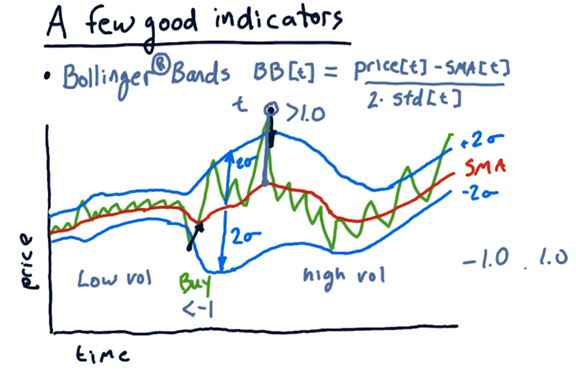 A few good indicators
• Bollinger® Bands BB[t] = price[t] - SMA[t]
2. std[t]
t >1.0
+2σ
2σ
SMA
-2σ
price
2σ
-1.0 1.0
Low vol
Buy
high vol
<-1
time